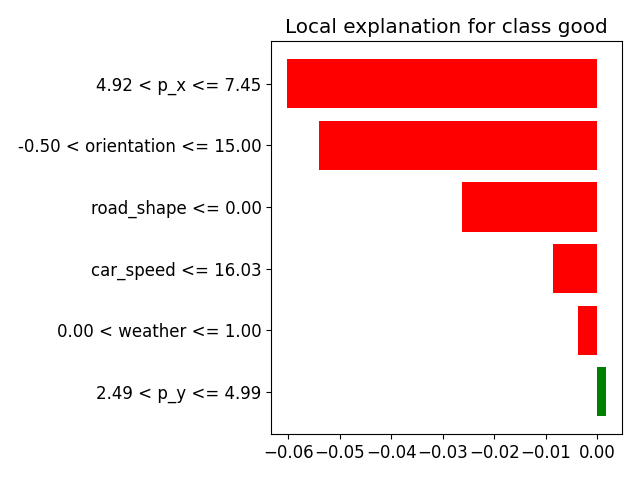 Local explanation for class good
4.92 < p_x <= 7.45
-0.50 < orientation <= 15.00
road_shape <= 0.00
car_speed <= 16.03
0.00 < weather <= 1.00
2.49 < p_y <= 4.99
−0.06 −0.05 −0.04 −0.03 −0.02 −0.01 0.00